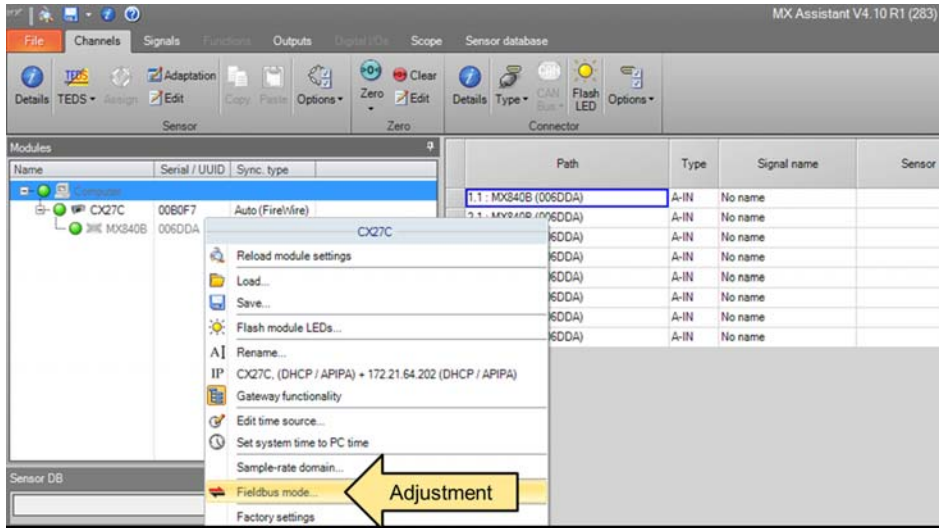 MX Assistant V4.10 R1 (283)
File Channels Signals Functions Outputs Digital I/Os Scope Sensor database
Details TEDS Assign Adaptation Edit Copy Paste Options Zero Clear Edit Details Type CAN Bus Flash LED Options
Sensor Zero Connector
Modules
Name Serial / UUID Sync. type
Computer
CX27C 00B0F7 Auto (FireWire)
MX840B 006DDA
Path Type Signal name Sensor
1.1 : MX840B (006DDA) A-IN No name
2.1 : MX840B (006DDA) A-IN No name
6DDA) A-IN No name
6DDA) A-IN No name
6DDA) A-IN No name
6DDA) A-IN No name
6DDA) A-IN No name
6DDA) A-IN No name
CX27C
Reload module settings
Load...
Save...
Flash module LEDs...
AI Rename...
IP CX27C, (DHCP / APIPA) + 172.21.64.202 (DHCP / APIPA)
Gateway functionality
Edit time source...
Set system time to PC time
Sample-rate domain...
Fieldbus mode...
Factory settings
Adjustment
Sensor DB